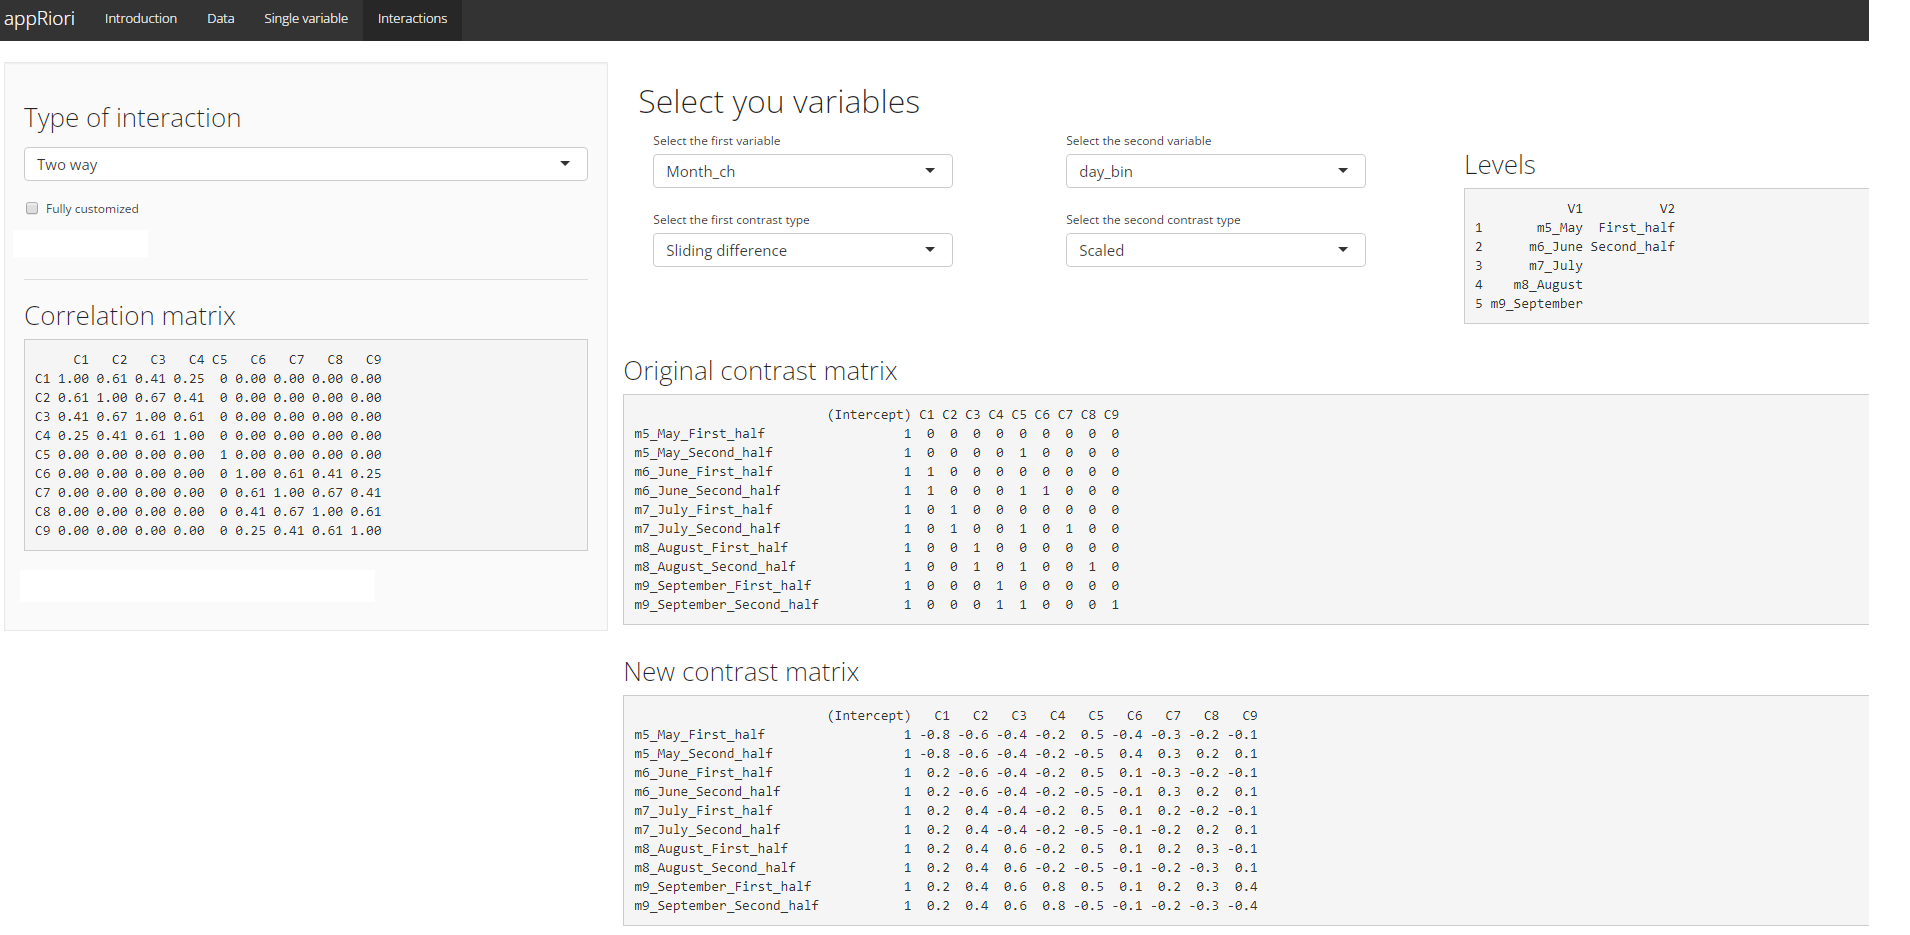 appRiori Introduction Data Single variable Interactions
Type of interaction
Two way
Fully customized
Correlation matrix
C1 C2 C3 C4 C5 C6 C7 C8 C9
C1 1.00 0.61 0.41 0.25 0 0.00 0.00 0.00 0.00
C2 0.61 1.00 0.67 0.41 0 0.00 0.00 0.00 0.00
C3 0.41 0.67 1.00 0.61 0 0.00 0.00 0.00 0.00
C4 0.25 0.41 0.61 1.00 0 0.00 0.00 0.00 0.00
C5 0.00 0.00 0.00 0.00 1 0.00 0.00 0.00 0.00
C6 0.00 0.00 0.00 0.00 0 1.00 0.61 0.41 0.25
C7 0.00 0.00 0.00 0.00 0 0.61 1.00 0.67 0.41
C8 0.00 0.00 0.00 0.00 0 0.41 0.67 1.00 0.61
C9 0.00 0.00 0.00 0.00 0 0.25 0.41 0.61 1.00
Select you variables
Select the first variable
Month_ch
Select the second variable
day_bin
Select the first contrast type
Sliding difference
Select the second contrast type
Scaled
Levels
V1 V2
1 m5_May First_half
2 m6_June Second_half
3 m7_July
4 m8_August
5 m9_September
Original contrast matrix
(Intercept) C1 C2 C3 C4 C5 C6 C7 C8 C9
m5_May_First_half 1 0 0 0 0 0 0 0 0 0
m5_May_Second_half 1 0 0 0 0 1 0 0 0 0
m6_June_First_half 1 1 0 0 0 0 0 0 0 0
m6_June_Second_half 1 1 0 0 0 1 1 0 0 0
m7_July_First_half 1 0 1 0 0 0 0 0 0 0
m7_July_Second_half 1 0 1 0 0 1 0 1 0 0
m8_August_First_half 1 0 0 1 0 0 0 0 0 0
m8_August_Second_half 1 0 0 1 0 1 0 0 1 0
m9_September_First_half 1 0 0 0 1 0 0 0 0 0
m9_September_Second_half 1 0 0 0 1 1 0 0 0 1
New contrast matrix
(Intercept) C1 C2 C3 C4 C5 C6 C7 C8 C9
m5_May_First_half 1 -0.8 -0.6 -0.4 -0.2 0.5 -0.4 -0.3 -0.2 -0.1
m5_May_Second_half 1 -0.8 -0.6 -0.4 -0.2 -0.5 0.4 0.3 0.2 0.1
m6_June_First_half 1 0.2 -0.6 -0.4 -0.2 0.5 0.1 -0.3 -0.2 -0.1
m6_June_Second_half 1 0.2 -0.6 -0.4 -0.2 -0.5 -0.1 0.3 0.2 0.1
m7_July_First_half 1 0.2 0.4 -0.4 -0.2 0.5 0.1 0.2 -0.2 -0.1
m7_July_Second_half 1 0.2 0.4 -0.4 -0.2 -0.5 -0.1 -0.2 0.2 0.1
m8_August_First_half 1 0.2 0.4 0.6 -0.2 0.5 0.1 0.2 0.3 -0.1
m8_August_Second_half 1 0.2 0.4 0.6 -0.2 -0.5 -0.1 -0.2 -0.3 0.1
m9_September_First_half 1 0.2 0.4 0.6 0.8 0.5 0.1 0.2 0.3 0.4
m9_September_Second_half 1 0.2 0.4 0.6 0.8 -0.5 -0.1 -0.2 -0.3 -0.4